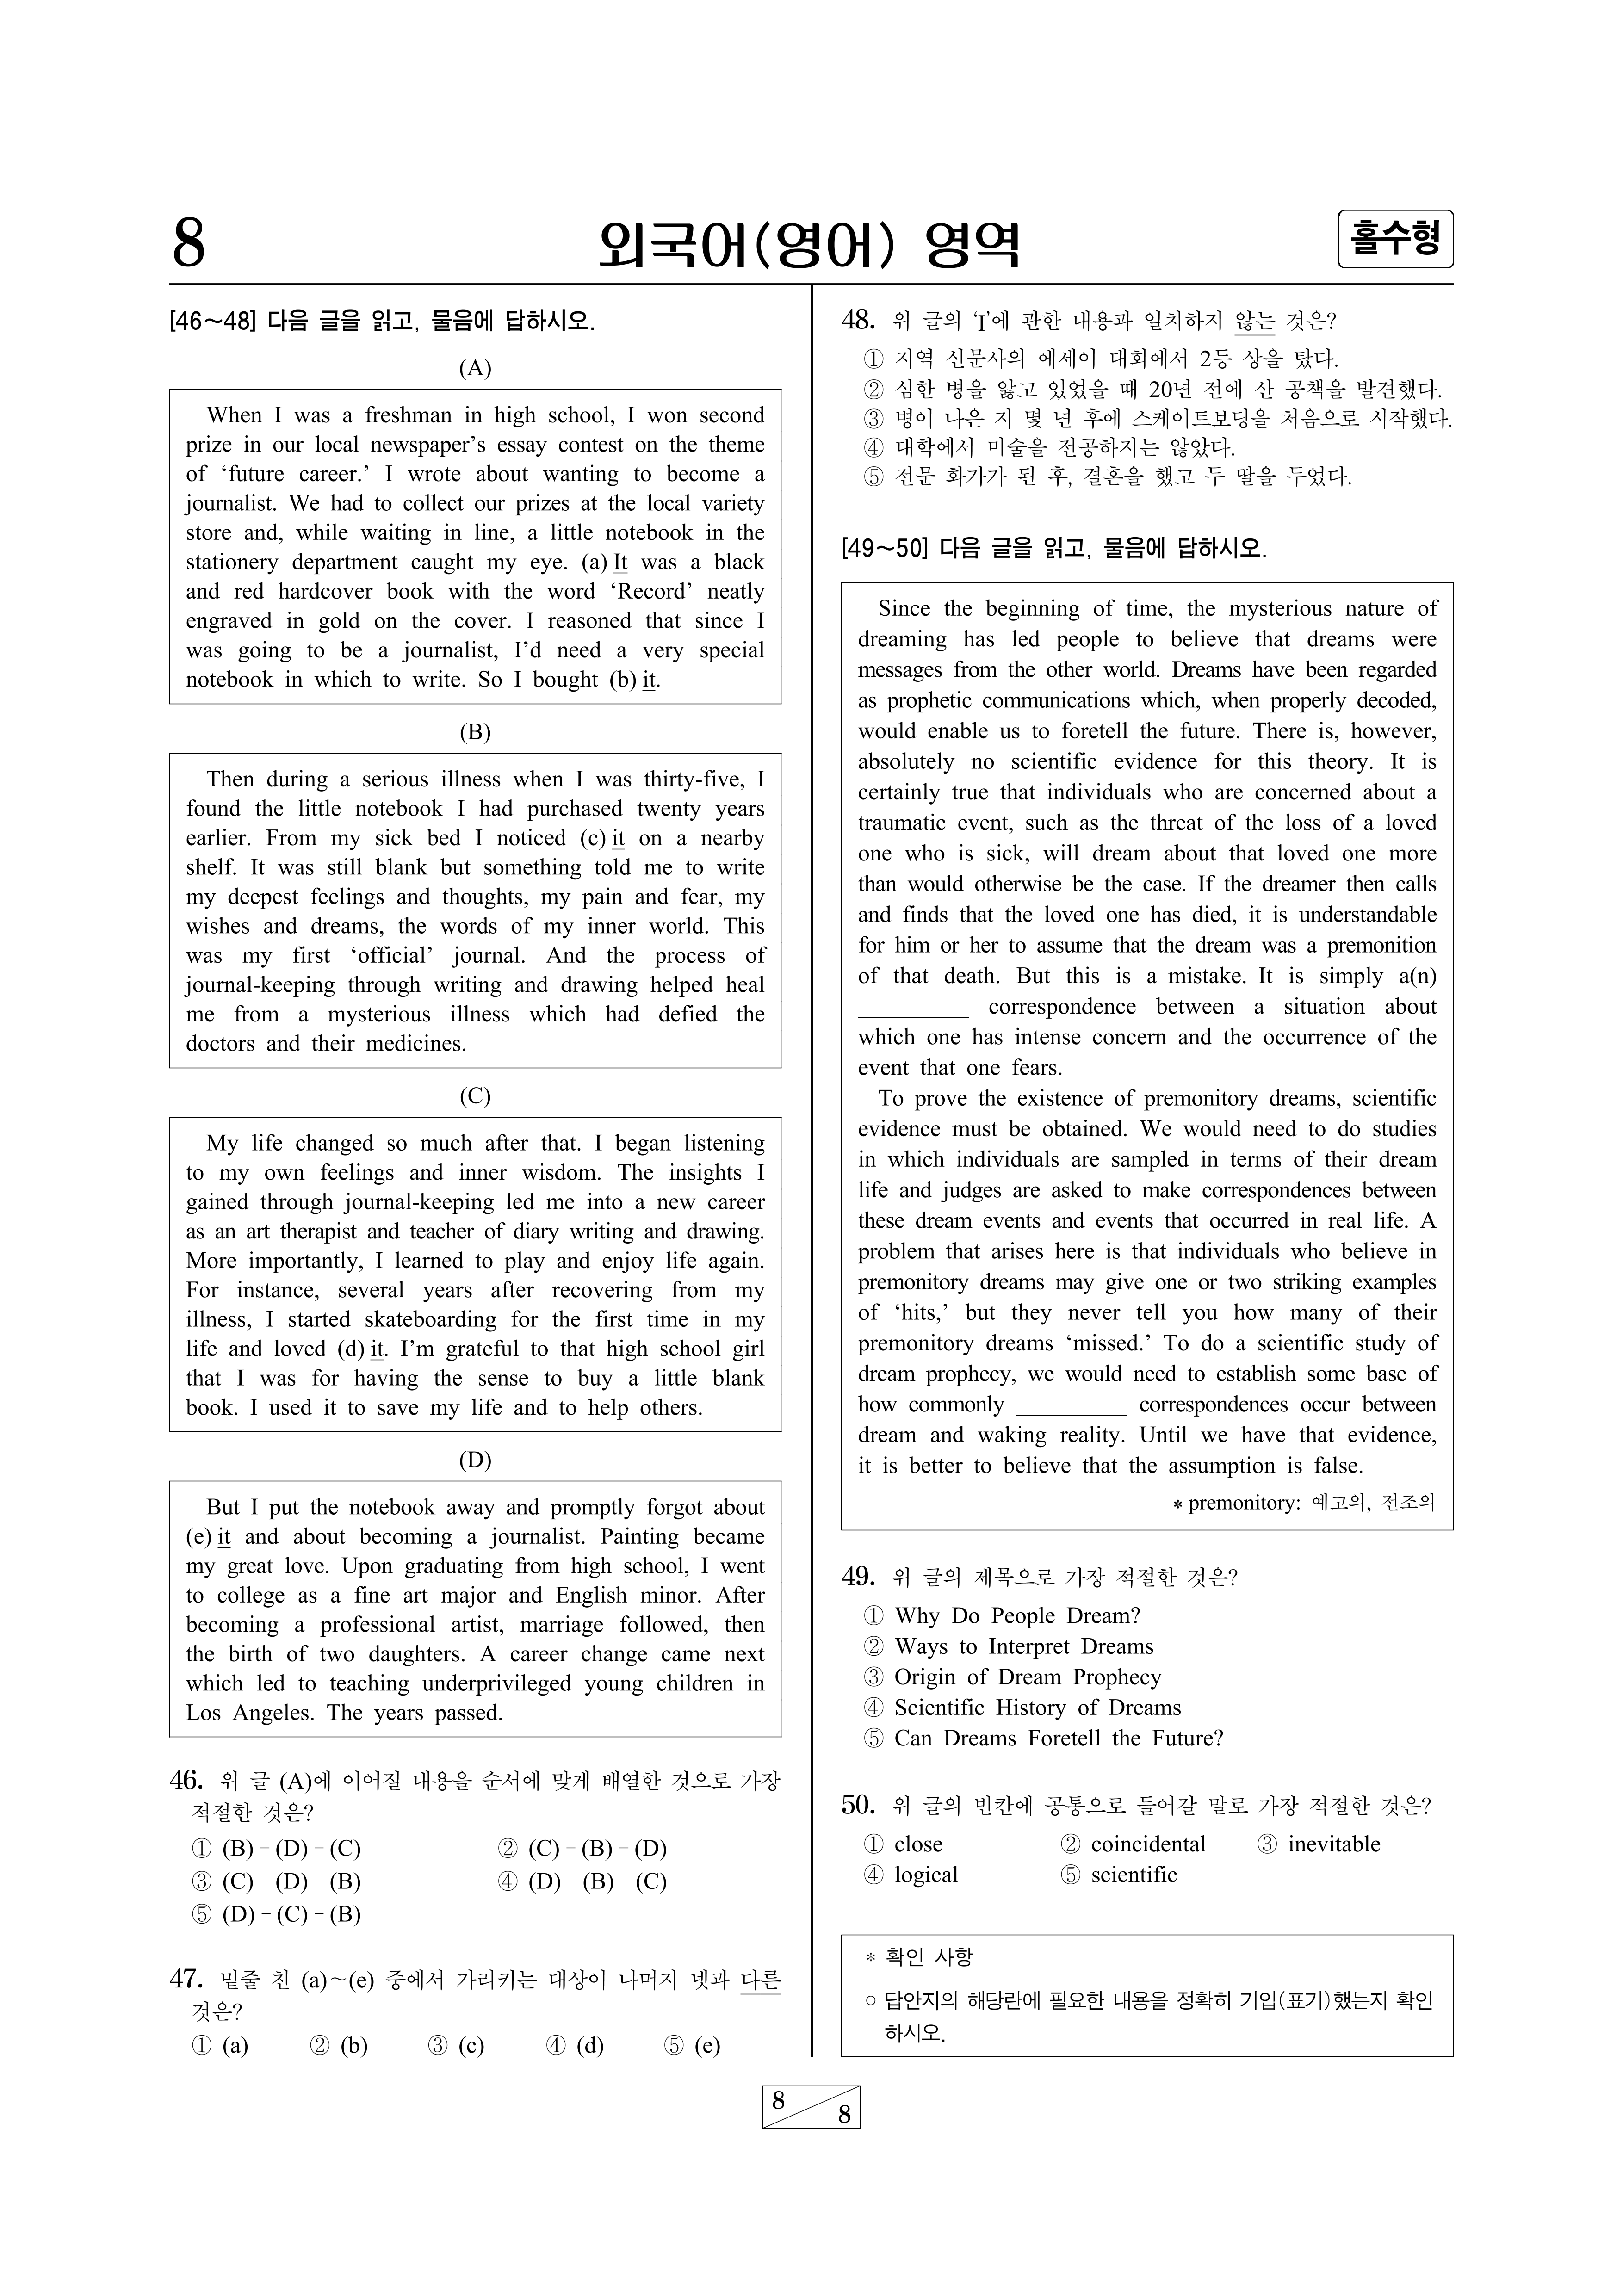 8
외국어(영어) 영역
홀수형
[46~48] 다음 글을 읽고, 물음에 답하시오.
(A)
When I was a freshman in high school, I won second
prize in our local newspaper's essay contest on the theme
of ‘future career.’ I wrote about wanting to become a
journalist. We had to collect our prizes at the local variety
store and, while waiting in line, a little notebook in the
stationery department caught my eye. (a) It was a black
and red hardcover book with the word ‘Record’ neatly
engraved in gold on the cover. I reasoned that since I
was going to be a journalist, I’d need a very special
notebook in which to write. So I bought (b) it.
(B)
Then during a serious illness when I was thirty-five, I
found the little notebook I had purchased twenty years
earlier. From my sick bed I noticed (c) it on a nearby
shelf. It was still blank but something told me to write
my deepest feelings and thoughts, my pain and fear, my
wishes and dreams, the words of my inner world. This
was my first ‘official’ journal. And the process of
journal-keeping through writing and drawing helped heal
me from a mysterious illness which had defied the
doctors and their medicines.
(C)
My life changed so much after that. I began listening
to my own feelings and inner wisdom. The insights I
gained through journal-keeping led me into a new career
as an art therapist and teacher of diary writing and drawing.
More importantly, I learned to play and enjoy life again.
For instance, several years after recovering from my
illness, I started skateboarding for the first time in my
life and loved (d) it. I’m grateful to that high school girl
that I was for having the sense to buy a little blank
book. I used it to save my life and to help others.
(D)
But I put the notebook away and promptly forgot about
(e) it and about becoming a journalist. Painting became
my great love. Upon graduating from high school, I went
to college as a fine art major and English minor. After
becoming a professional artist, marriage followed, then
the birth of two daughters. A career change came next
which led to teaching underprivileged young children in
Los Angeles. The years passed.
46. 위 글 (A)에 이어질 내용을 순서에 맞게 배열한 것으로 가장
적절한 것은?
① (B) - (D) - (C) ② (C) - (B) - (D)
③ (C) - (D) - (B) ④ (D) - (B) - (C)
⑤ (D) - (C) - (B)
47. 밑줄 친 (a)~(e) 중에서 가리키는 대상이 나머지 넷과 다른
것은?
① (a) ② (b) ③ (c) ④ (d) ⑤ (e)
48. 위 글의 ‘I’에 관한 내용과 일치하지 않는 것은?
① 지역 신문사의 에세이 대회에서 2등 상을 탔다.
② 심한 병을 앓고 있었을 때 20년 전에 산 공책을 발견했다.
③ 병이 나은 지 몇 년 후에 스케이트보딩을 처음으로 시작했다.
④ 대학에서 미술을 전공하지는 않았다.
⑤ 전문 화가가 된 후, 결혼을 했고 두 딸을 두었다.
[49~50] 다음 글을 읽고, 물음에 답하시오.
Since the beginning of time, the mysterious nature of
dreaming has led people to believe that dreams were
messages from the other world. Dreams have been regarded
as prophetic communications which, when properly decoded,
would enable us to foretell the future. There is, however,
absolutely no scientific evidence for this theory. It is
certainly true that individuals who are concerned about a
traumatic event, such as the threat of the loss of a loved
one who is sick, will dream about that loved one more
than would otherwise be the case. If the dreamer then calls
and finds that the loved one has died, it is understandable
for him or her to assume that the dream was a premonition
of that death. But this is a mistake. It is simply a(n)
_________ correspondence between a situation about
which one has intense concern and the occurrence of the
event that one fears.
To prove the existence of premonitory dreams, scientific
evidence must be obtained. We would need to do studies
in which individuals are sampled in terms of their dream
life and judges are asked to make correspondences between
these dream events and events that occurred in real life. A
problem that arises here is that individuals who believe in
premonitory dreams may give one or two striking examples
of ‘hits,’ but they never tell you how many of their
premonitory dreams ‘missed.’ To do a scientific study of
dream prophecy, we would need to establish some base of
how commonly _________ correspondences occur between
dream and waking reality. Until we have that evidence,
it is better to believe that the assumption is false.
* premonitory: 예고의, 전조의
49. 위 글의 제목으로 가장 적절한 것은?
① Why Do People Dream?
② Ways to Interpret Dreams
③ Origin of Dream Prophecy
④ Scientific History of Dreams
⑤ Can Dreams Foretell the Future?
50. 위 글의 빈칸에 공통으로 들어갈 말로 가장 적절한 것은?
① close ② coincidental ③ inevitable
④ logical ⑤ scientific
* 확인 사항
○ 답안지의 해당란에 필요한 내용을 정확히 기입(표기)했는지 확인
하시오.
8
8